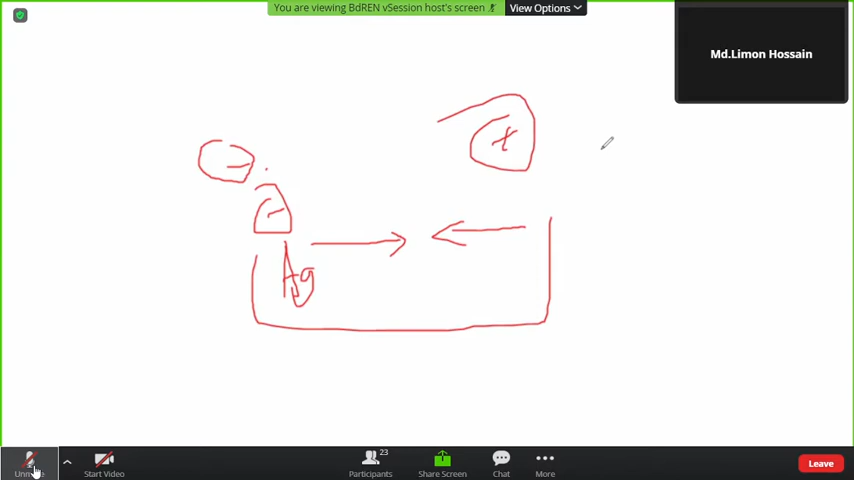 You are viewing BdREN vSession host's screen
View Options
Md.Limon Hossain
+
-
-
Hg
23
Start Video
Participants
Share Screen
Chat
More
Leave